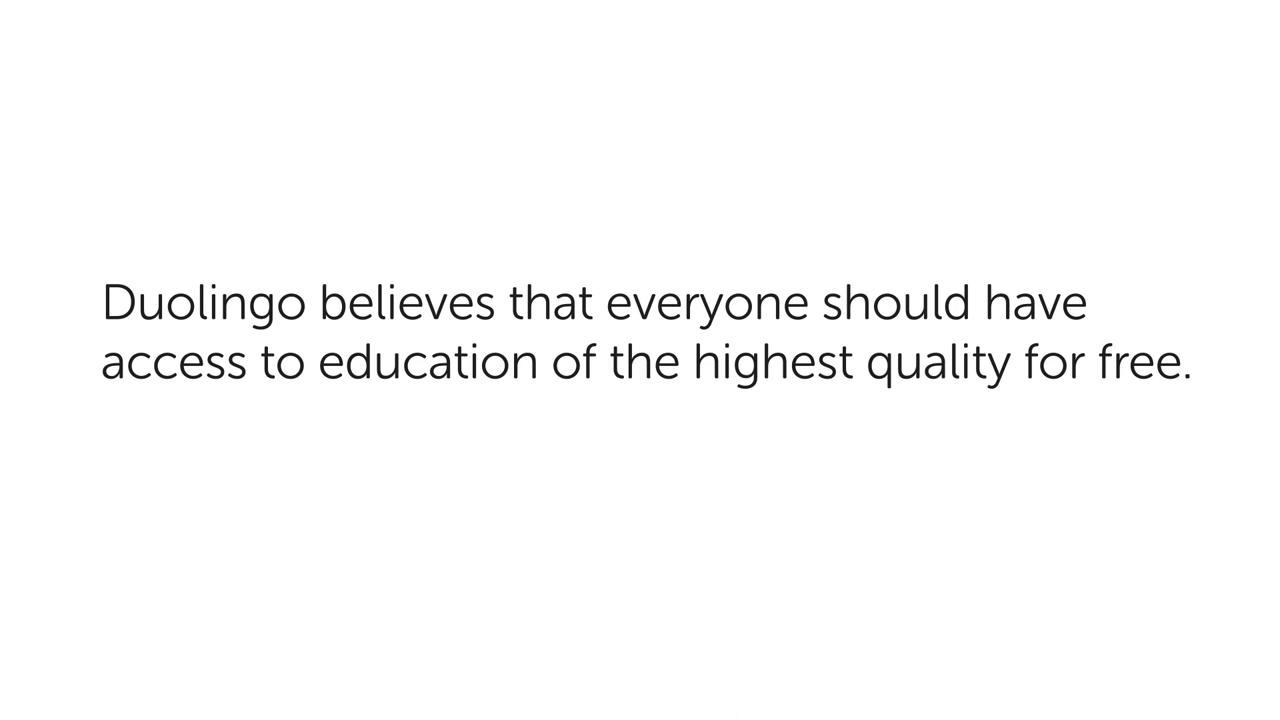 Duolingo believes that everyone should have
access to education of the highest quality for free.